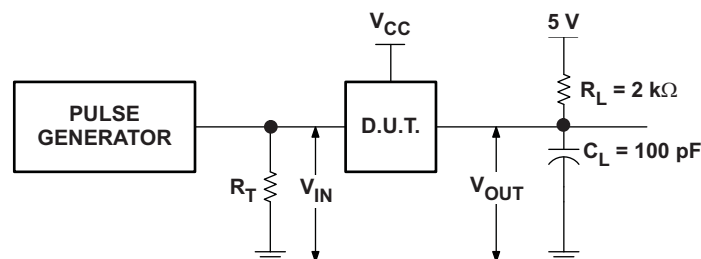 V_CC
5 V
PULSE
GENERATOR
D.U.T.
R_L = 2 kΩ
C_L = 100 pF
R_T
V_IN
V_OUT